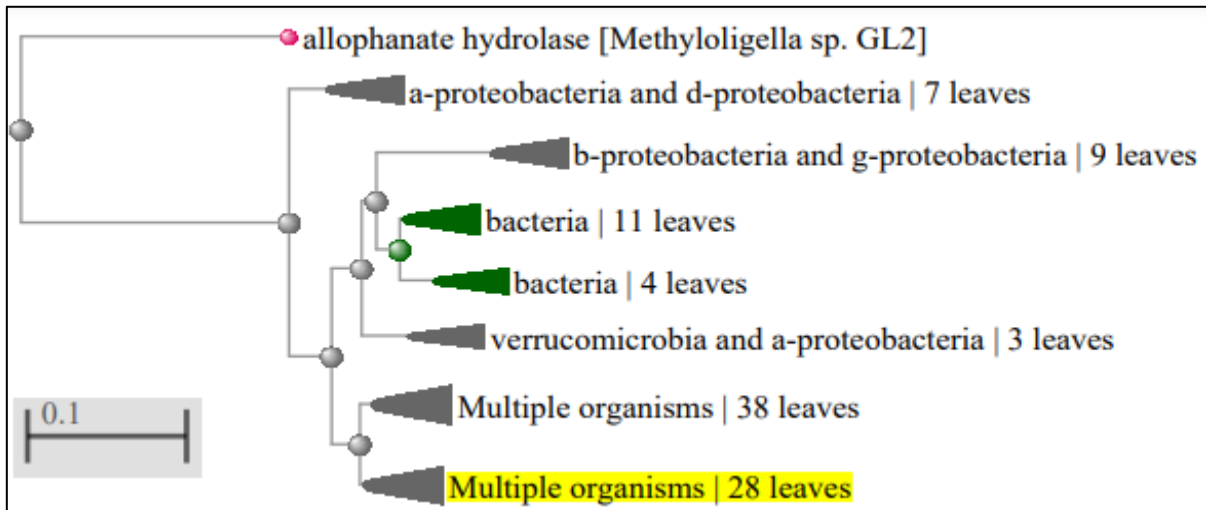 allophanate hydrolase [Methyloligella sp. GL2]
a-proteobacteria and d-proteobacteria | 7 leaves
b-proteobacteria and g-proteobacteria | 9 leaves
bacteria | 11 leaves
bacteria | 4 leaves
verrucomicrobia and a-proteobacteria | 3 leaves
0.1
Multiple organisms | 38 leaves
Multiple organisms | 28 leaves